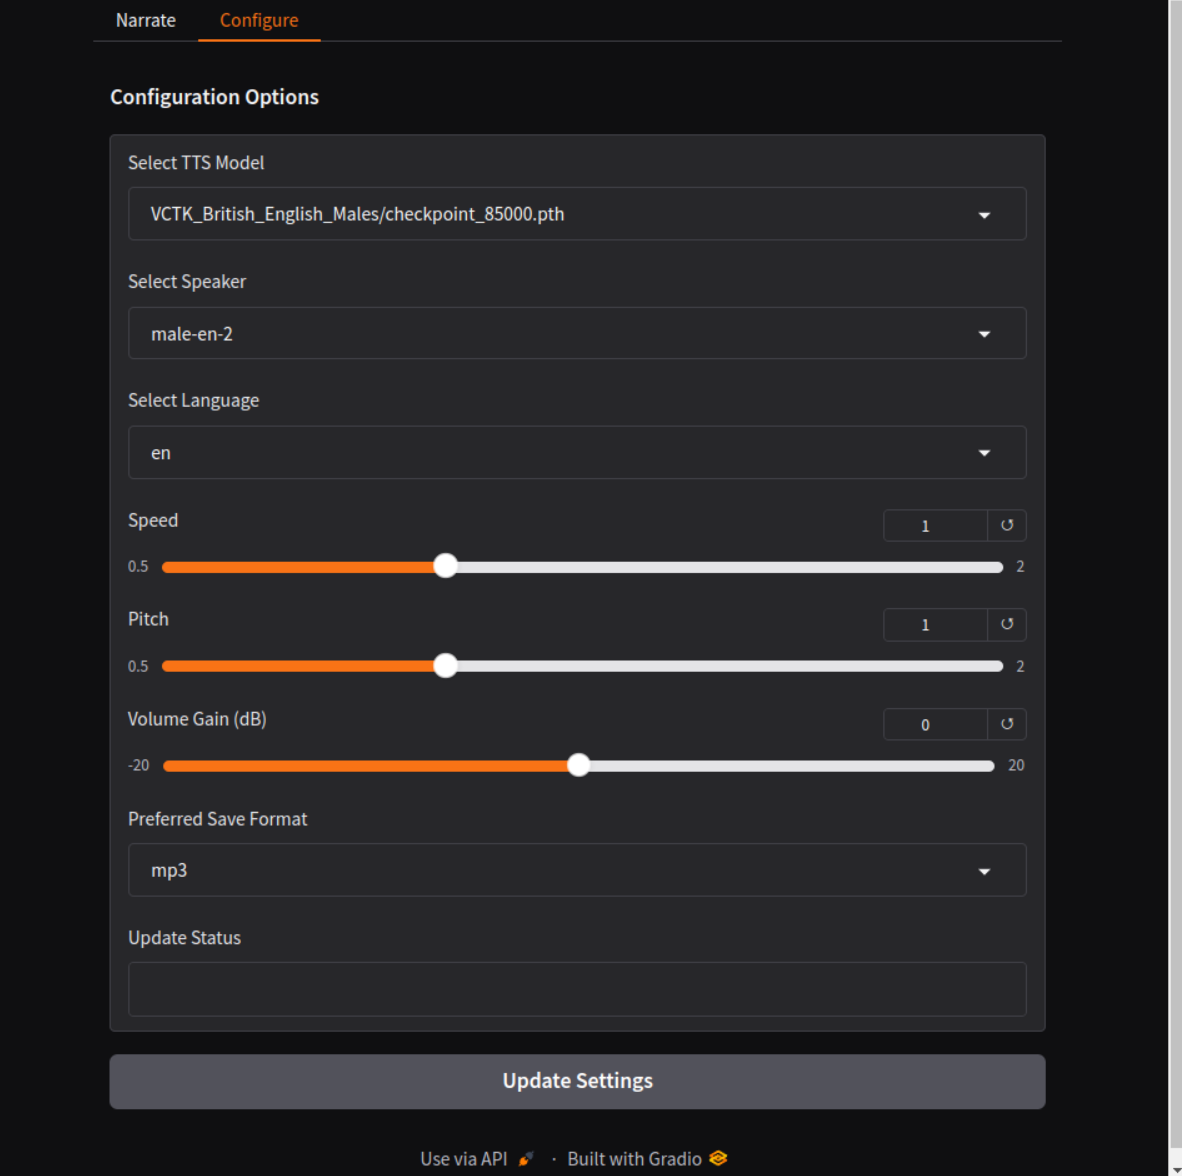 Narrate Configure
Configuration Options
Select TTS Model
VCTK_British_English_Males/checkpoint_85000.pth
Select Speaker
male-en-2
Select Language
en
Speed 1
0.5 2
Pitch 1
0.5 2
Volume Gain (dB) 0
-20 20
Preferred Save Format
mp3
Update Status
Update Settings
Use via API · Built with Gradio